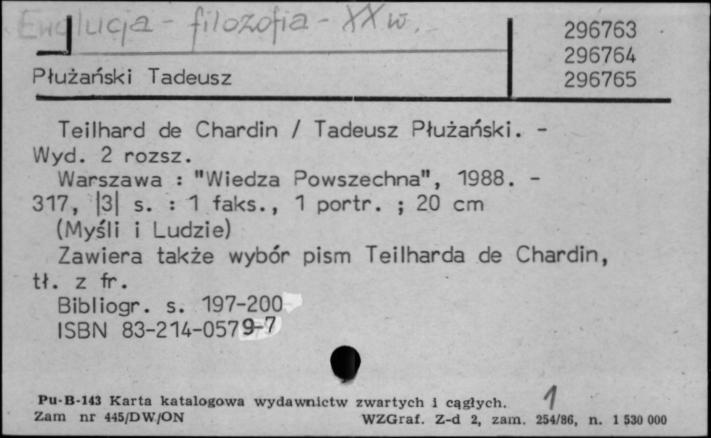 Ewolucja - filozofia - XX w.
296763
296764
Płużański Tadeusz
296765
Teilhard de Chardin / Tadeusz Płużański. -
Wyd. 2 rozsz.
Warszawa : "Wiedza Powszechna", 1988. -
317, |3| s. : 1 faks., 1 portr. ; 20 cm
(Myśli i Ludzie)
Zawiera także wybór pism Teilharda de Chardin,
tł. z fr.
Bibliogr. s. 197-200
ISBN 83-214-0579-7
1
Pu-B-143 Karta katalogowa wydawnictw zwartych i cągłych.
Zam nr 445/DW/ON
WZGraf. Z-d 2, zam. 254/86, n. 1 530 000